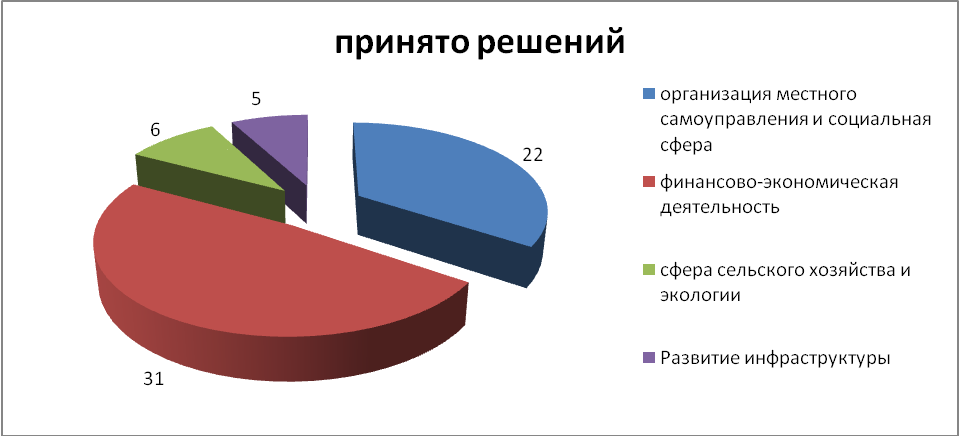 принято решений
5
6
22
31
организация местного
самоуправления и социальная
сфера
финансово-экономическая
деятельность
сфера сельского хозяйства и
экологии
Развитие инфраструктуры